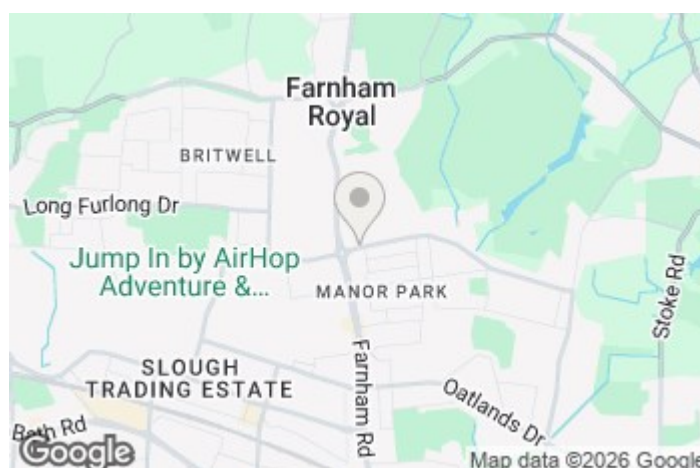 Farnham
Royal
BRITWELL
Long Furlong Dr
Jump In by AirHop
Adventure &...
MANOR PARK
Stoke Rd
Farnham Rd
SLOUGH
TRADING ESTATE
Oatlands Dr
Bath Rd
Google
Map data ©2026 Google